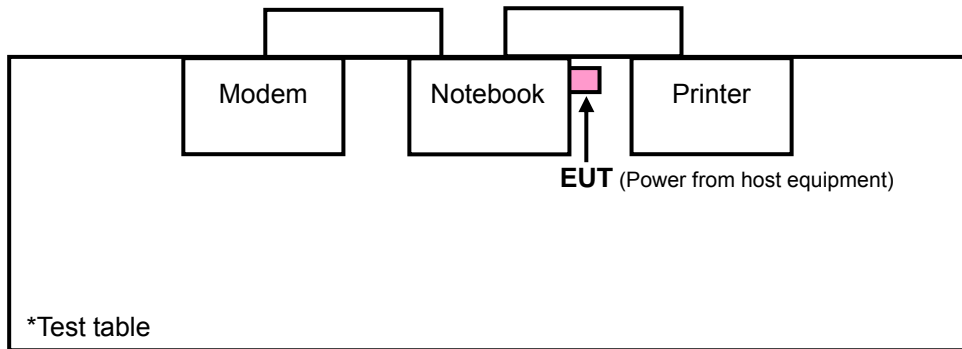 Modem
Notebook
Printer
EUT (Power from host equipment)
*Test table